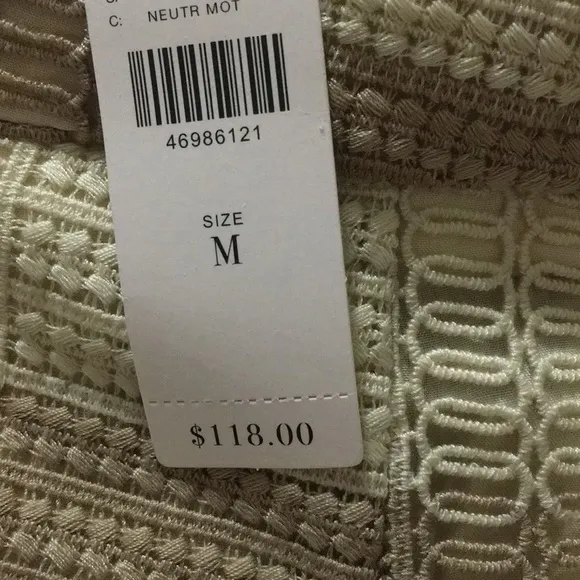 C: NEUTR MOT
46986121
SIZE
M
$118.00